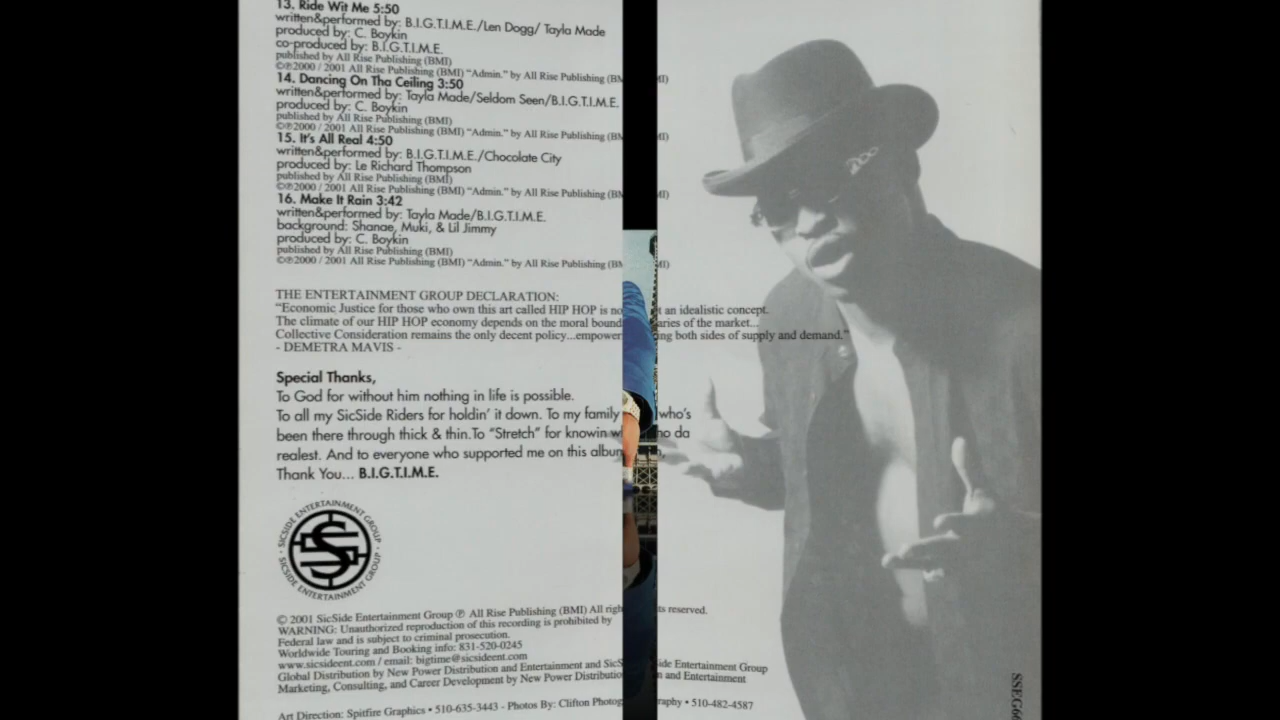 13. Ride Wit Me 5:50
written&performed by: B.I.G.T.I.M.E./Len Dogg/ Tayla Made
produced by: C. Boykin
co-produced by: B.I.G.T.I.M.E.
published by All Rise Publishing (BMI)
©℗2000 / 2001 All Rise Publishing (BMI) "Admin." by All Rise Publishing (BMI)
14. Dancing On Tha Ceiling 3:50
written&performed by: Tayla Made/Seldom Seen/B.I.G.T.I.M.E.
produced by: C. Boykin
published by All Rise Publishing (BMI)
©℗2000 / 2001 All Rise Publishing (BMI) "Admin." by All Rise Publishing (BMI)
15. It's All Real 4:50
written&performed by: B.I.G.T.I.M.E./Chocolate City
produced by: Le Richard Thompson
published by All Rise Publishing (BMI)
©℗2000 / 2001 All Rise Publishing (BMI) "Admin." by All Rise Publishing (BMI)
16. Make It Rain 3:42
written&performed by: Tayla Made/B.I.G.T.I.M.E.
background: Shanae, Muki, & Lil Jimmy
produced by: C. Boykin
published by All Rise Publishing (BMI)
©℗2000 / 2001 All Rise Publishing (BMI) "Admin." by All Rise Publishing (BMI)
THE ENTERTAINMENT GROUP DECLARATION:
"Economic Justice for those who own this art called HIP HOP is no t an idealistic concept.
The climate of our HIP HOP economy depends on the moral boundaries of the market...
Collective Consideration remains the only decent policy...empowering both sides of supply and demand."
- DEMETRA MAVIS -
Special Thanks,
To God for without him nothing in life is possible.
To all my SicSide Riders for holdin' it down. To my family who's
been there through thick & thin.To "Stretch" for knowin who da
realest. And to everyone who supported me on this album,
Thank You... B.I.G.T.I.M.E.
SICSIDE ENTERTAINMENT GROUP
SICSIDE ENTERTAINMENT GROUP
© 2001 SicSide Entertainment Group ℗ All Rise Publishing (BMI) All rights reserved.
WARNING: Unauthorized reproduction of this recording is prohibited by
Federal law and is subject to criminal prosecution.
Worldwide Touring and Booking info: 831-520-0245
www.sicsideent.com / email: bigtime@sicsideent.com
Global Distribution by New Power Distribution and Entertainment and SicSide Entertainment Group
Marketing, Consulting, and Career Development by New Power Distribution and Entertainment
Art Direction: Spitfire Graphics • 510-635-3443 - Photos By: Clifton Photography • 510-482-4587